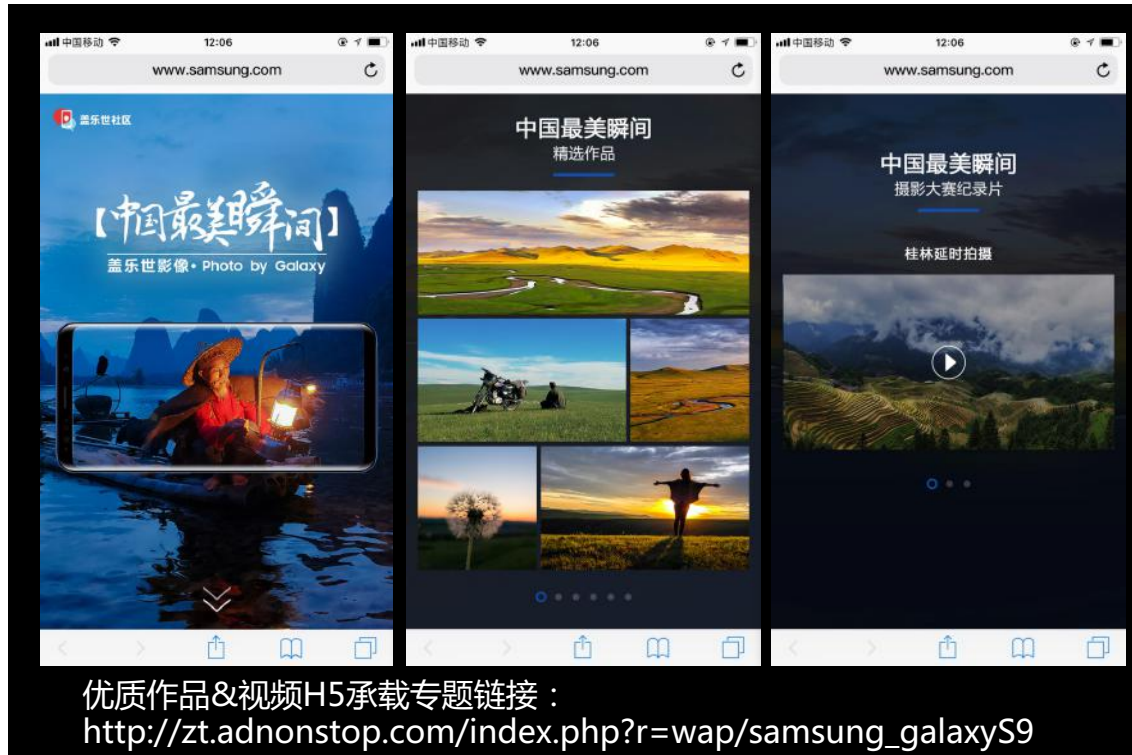 中国移动 12:06
www.samsung.com
盖乐世社区
【中国最美瞬间】
盖乐世影像• Photo by Galaxy
中国移动 12:06
www.samsung.com
中国最美瞬间
精选作品
中国移动 12:06
www.samsung.com
中国最美瞬间
摄影大赛纪录片
桂林延时拍摄
优质作品&视频H5承载专题链接：
http://zt.adnonstop.com/index.php?r=wap/samsung_galaxyS9